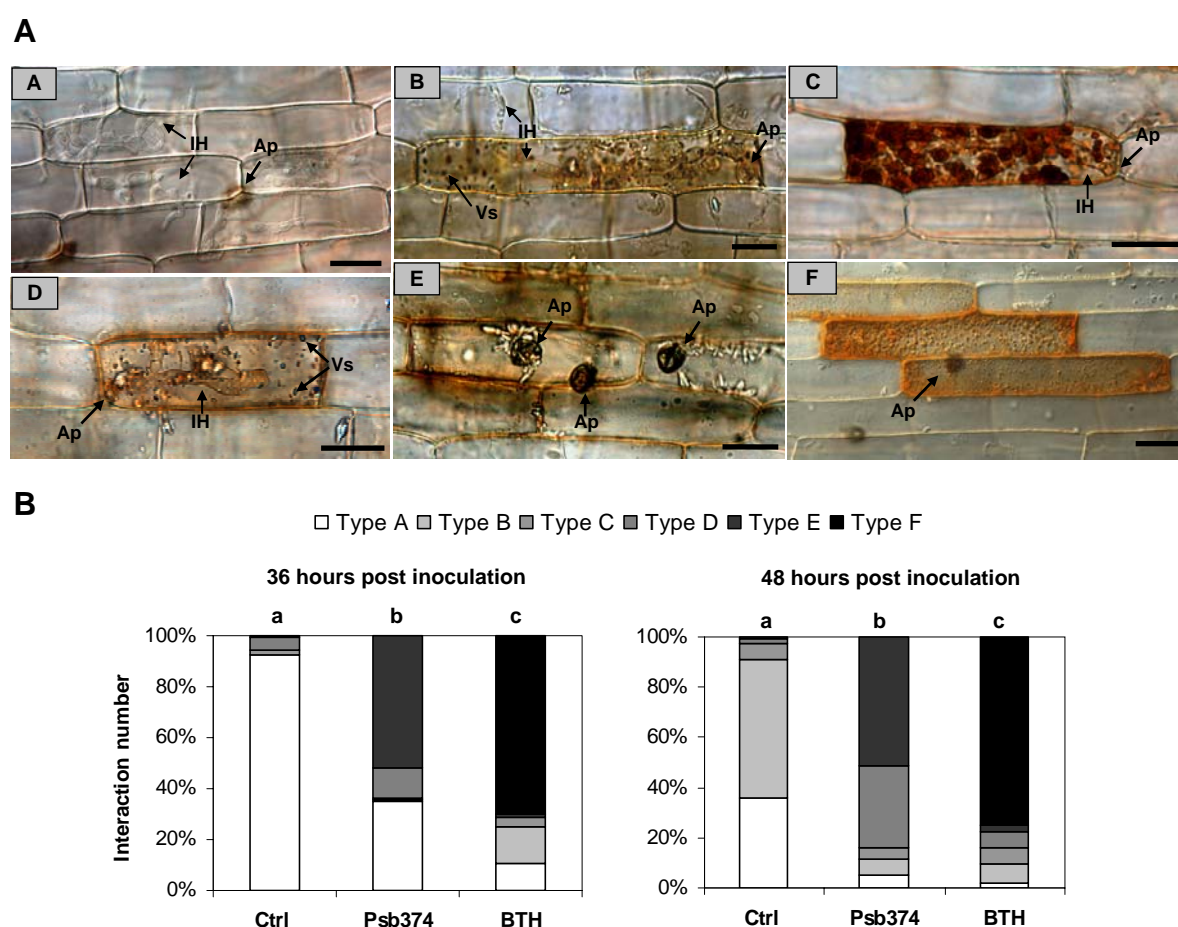 A
A
IH
Ap
B
IH
Ap
Vs
C
Ap
IH
D
Vs
Ap
IH
E
Ap
Ap
Ap
F
Ap
B
Type A Type B Type C Type D Type E Type F
36 hours post inoculation
a b c
100%
80%
60%
40%
20%
0%
Interaction number
Ctrl Psb374 BTH
48 hours post inoculation
a b c
100%
80%
60%
40%
20%
0%
Ctrl Psb374 BTH